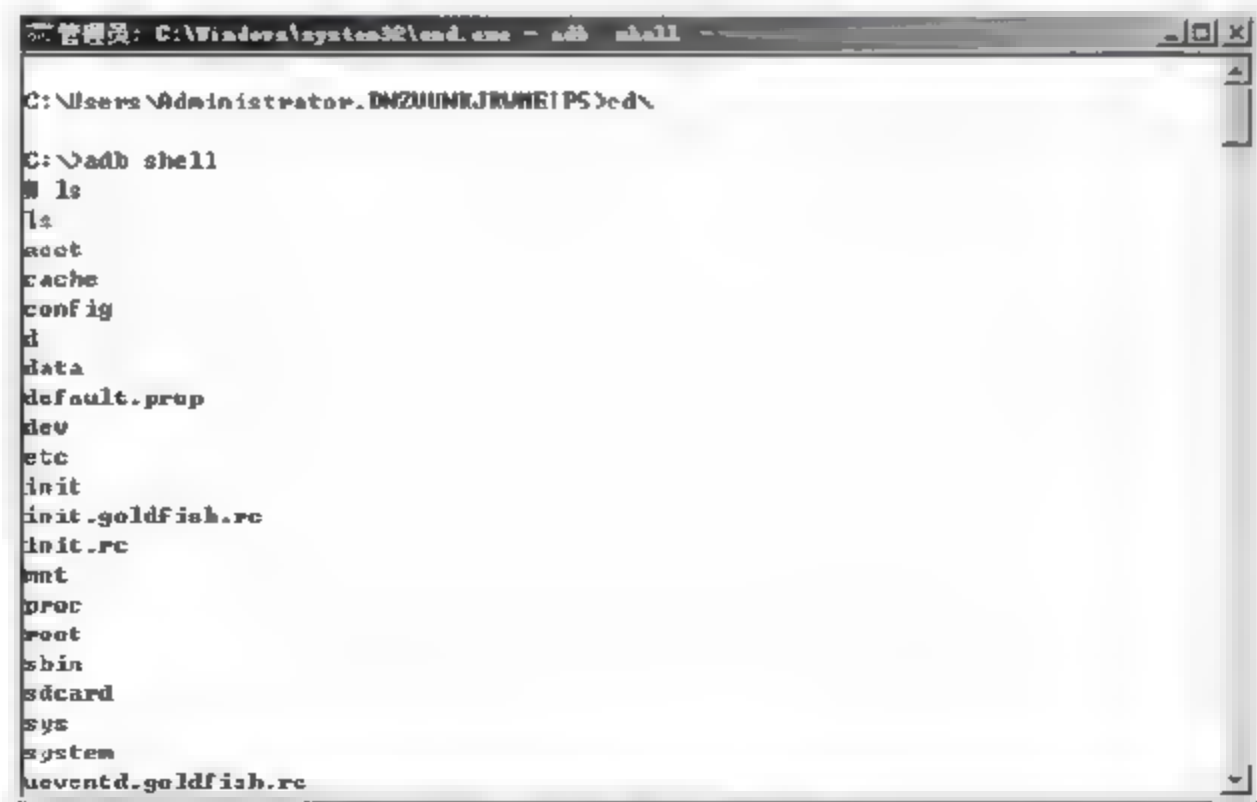 管理员: C:\Windows\system32\cmd.exe - adb shell
C:\Users\Administrator.>cd\
C:\>adb shell
# ls
ls
acct
cache
config
d
data
default.prop
dev
etc
init
init.goldfish.rc
init.rc
mnt
proc
root
sbin
sdcard
sys
system
ueventd.goldfish.rc